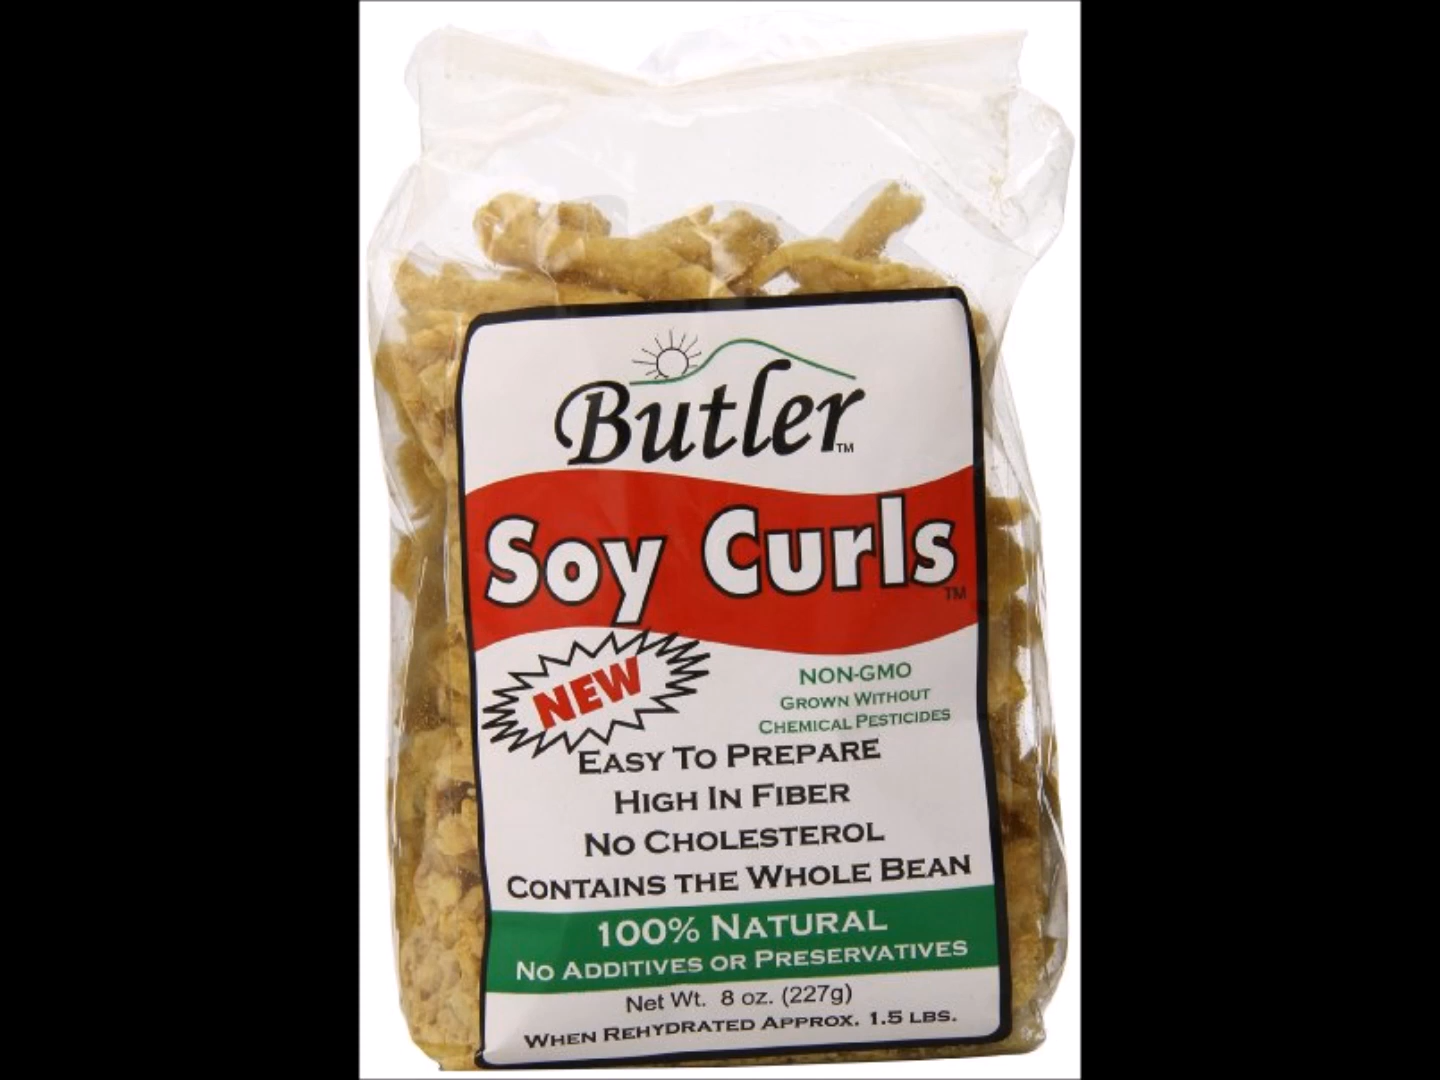 Butler™
Soy Curls™
NEW
NON-GMO
GROWN WITHOUT
CHEMICAL PESTICIDES
EASY TO PREPARE
HIGH IN FIBER
NO CHOLESTEROL
CONTAINS THE WHOLE BEAN
100% NATURAL
NO ADDITIVES OR PRESERVATIVES
Net Wt. 8 oz. (227g)
WHEN REHYDRATED APPROX. 1.5 LBS.